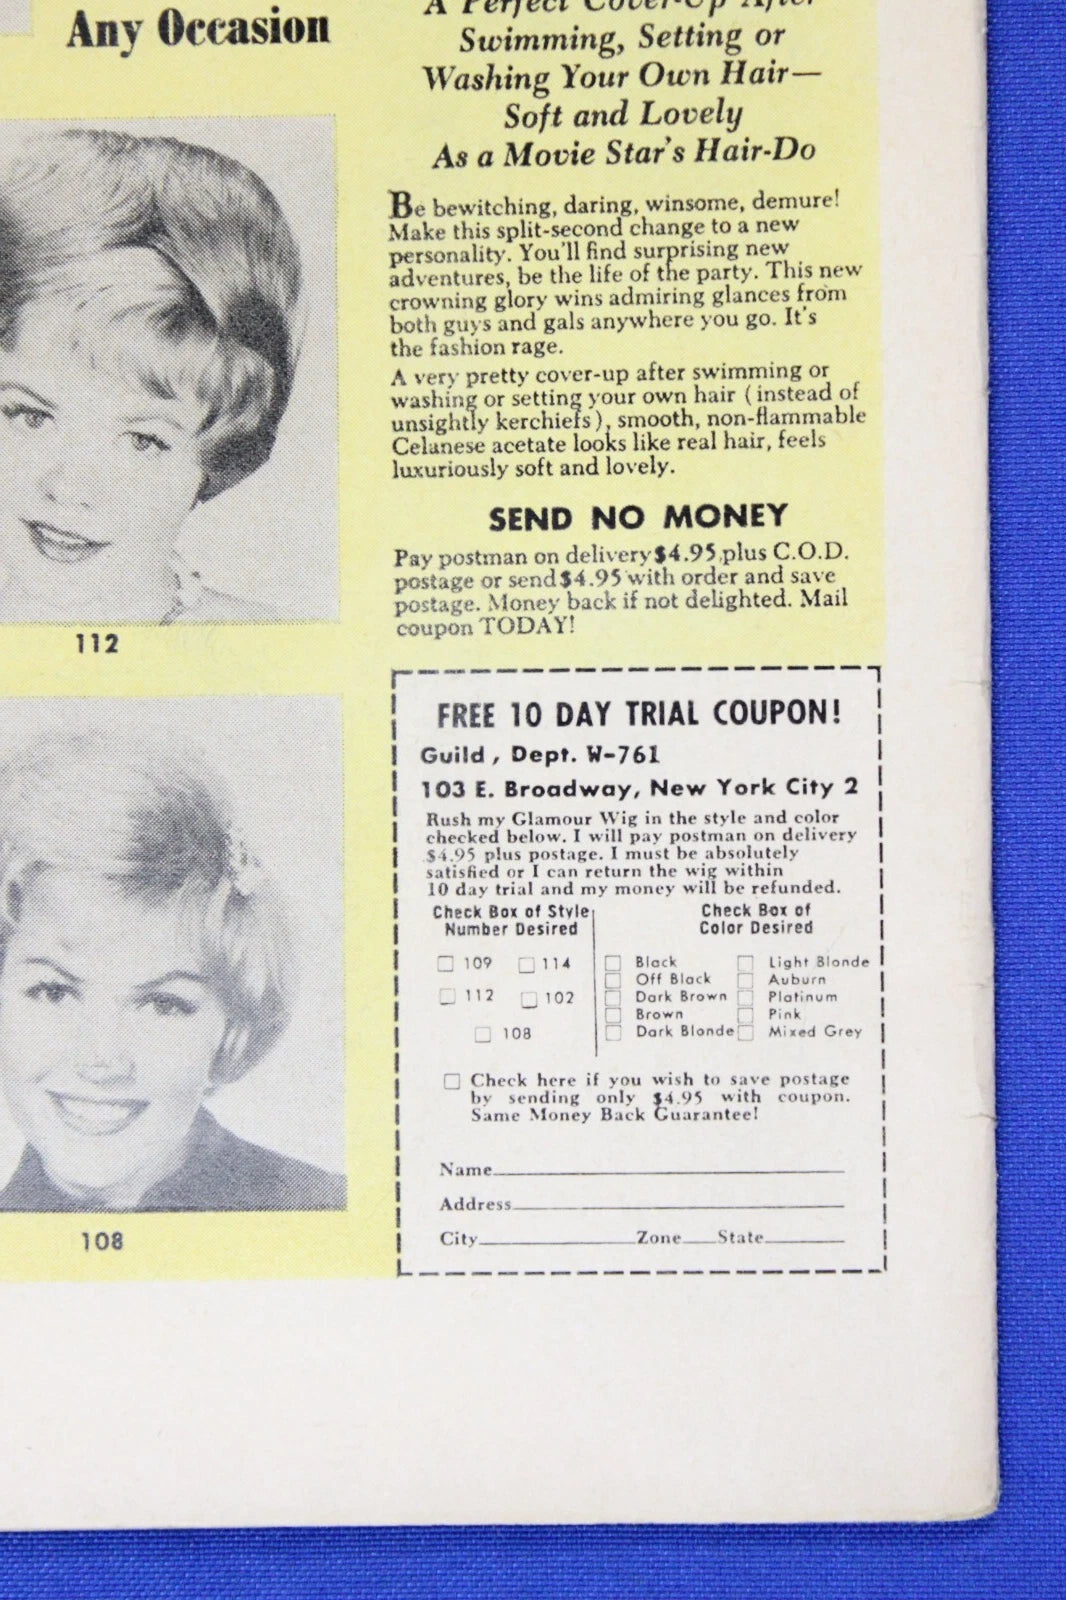 Any Occasion
A Perfect Cover-Up After
Swimming, Setting or
Washing Your Own Hair—
Soft and Lovely
As a Movie Star's Hair-Do
Be bewitching, daring, winsome, demure!
Make this split-second change to a new
personality. You'll find surprising new
adventures, be the life of the party. This new
crowning glory wins admiring glances from
both guys and gals anywhere you go. It's
the fashion rage.
A very pretty cover-up after swimming or
washing or setting your own hair (instead of
unsightly kerchiefs), smooth, non-flammable
Celanese acetate looks like real hair, feels
luxuriously soft and lovely.
SEND NO MONEY
Pay postman on delivery $4.95 plus C.O.D.
postage or send $4.95 with order and save
postage. Money back if not delighted. Mail
coupon TODAY!
112
108
FREE 10 DAY TRIAL COUPON!
Guild, Dept. W-761
103 E. Broadway, New York City 2
Rush my Glamour Wig in the style and color
checked below. I will pay postman on delivery
$4.95 plus postage. I must be absolutely
satisfied or I can return the wig within
10 day trial and my money will be refunded.
Check Box of Style
Number Desired
109 114
112 102
108
Check Box of
Color Desired
Black Light Blonde
Off Black Auburn
Dark Brown Platinum
Brown Pink
Dark Blonde Mixed Grey
Check here if you wish to save postage
by sending only $4.95 with coupon.
Same Money Back Guarantee!
Name
Address
City Zone State